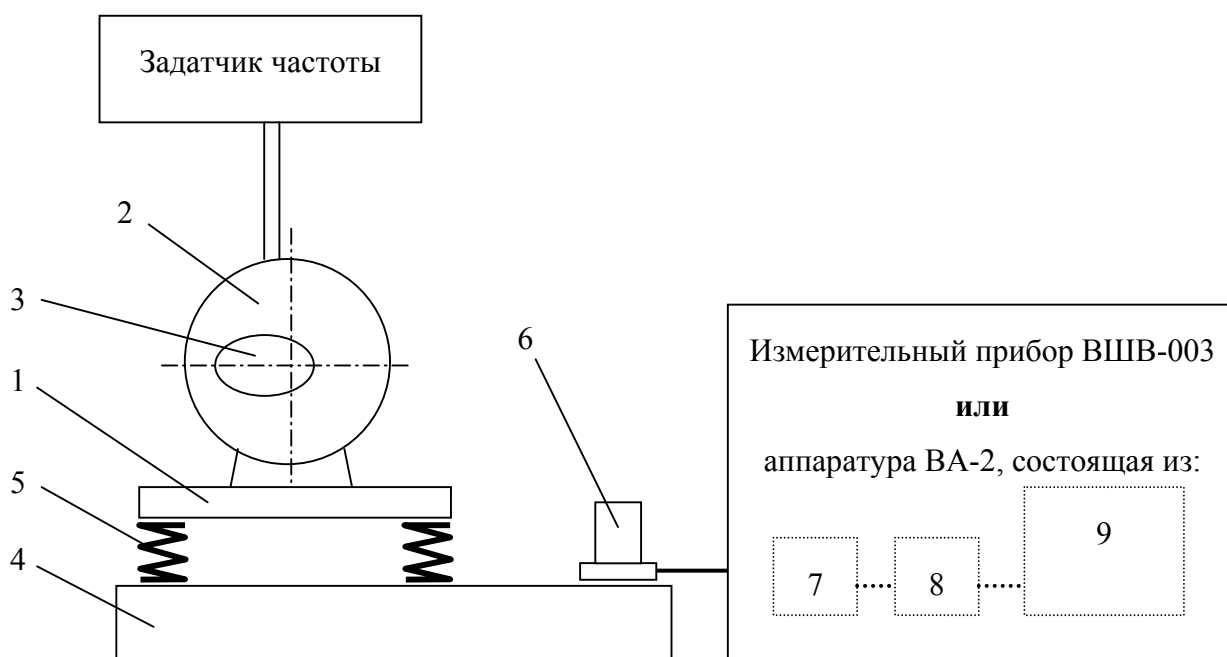 Задатчик частоты
2
3
1
5
4
6
Измерительный прибор ВШВ-003
или
аппаратура ВА-2, состоящая из:
7
8
9